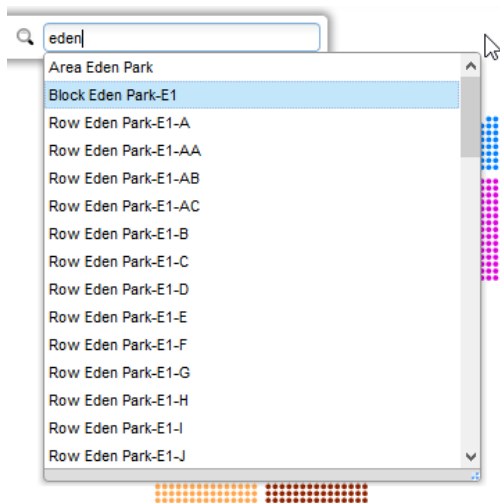 eden
Area Eden Park
Block Eden Park-E1
Row Eden Park-E1-A
Row Eden Park-E1-AA
Row Eden Park-E1-AB
Row Eden Park-E1-AC
Row Eden Park-E1-B
Row Eden Park-E1-C
Row Eden Park-E1-D
Row Eden Park-E1-E
Row Eden Park-E1-F
Row Eden Park-E1-G
Row Eden Park-E1-H
Row Eden Park-E1-I
Row Eden Park-E1-J